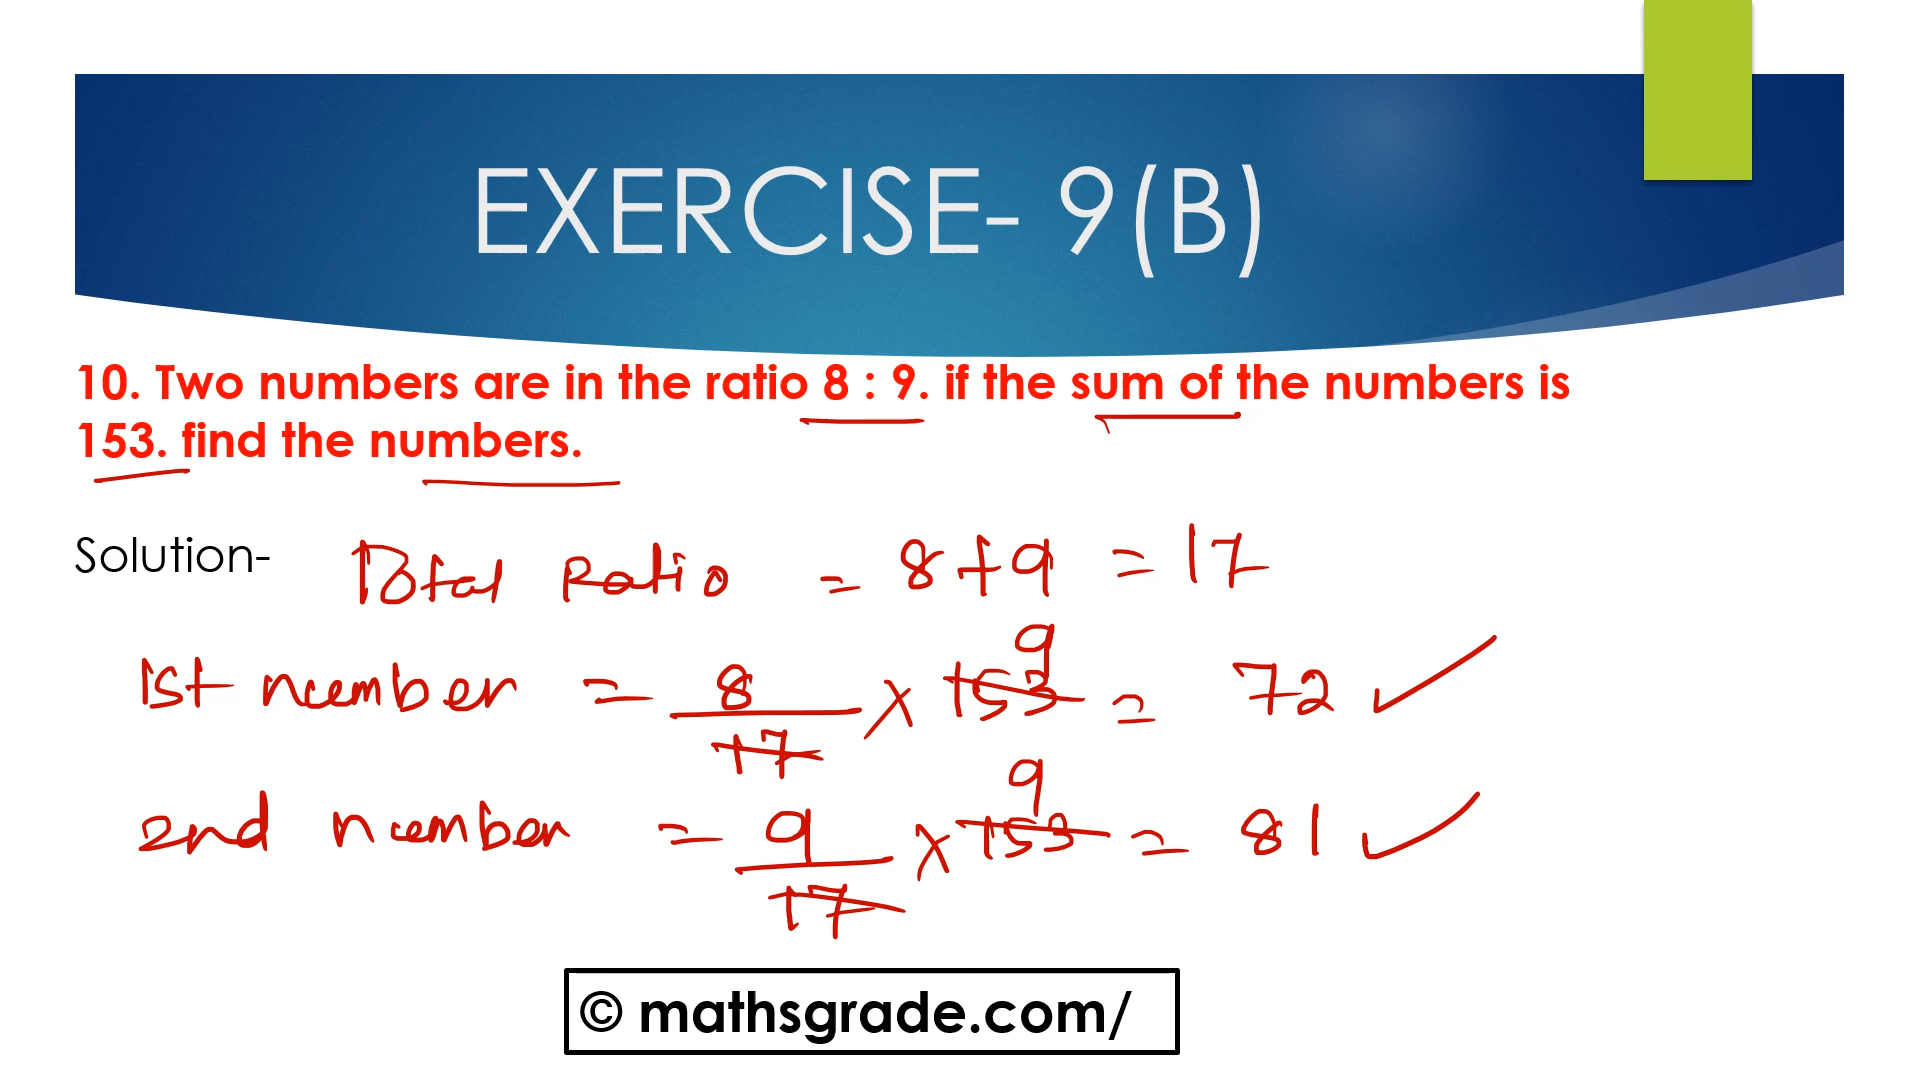 EXERCISE- 9(B)
10. Two numbers are in the ratio 8 : 9. if the sum of the numbers is
153. find the numbers.
Solution- Total Ratio = 8+9 = 17
9
1st number = 8/17 × 153 = 72 ✓
9
2nd number = 9/17 × 153 = 81 ✓
© mathsgrade.com/